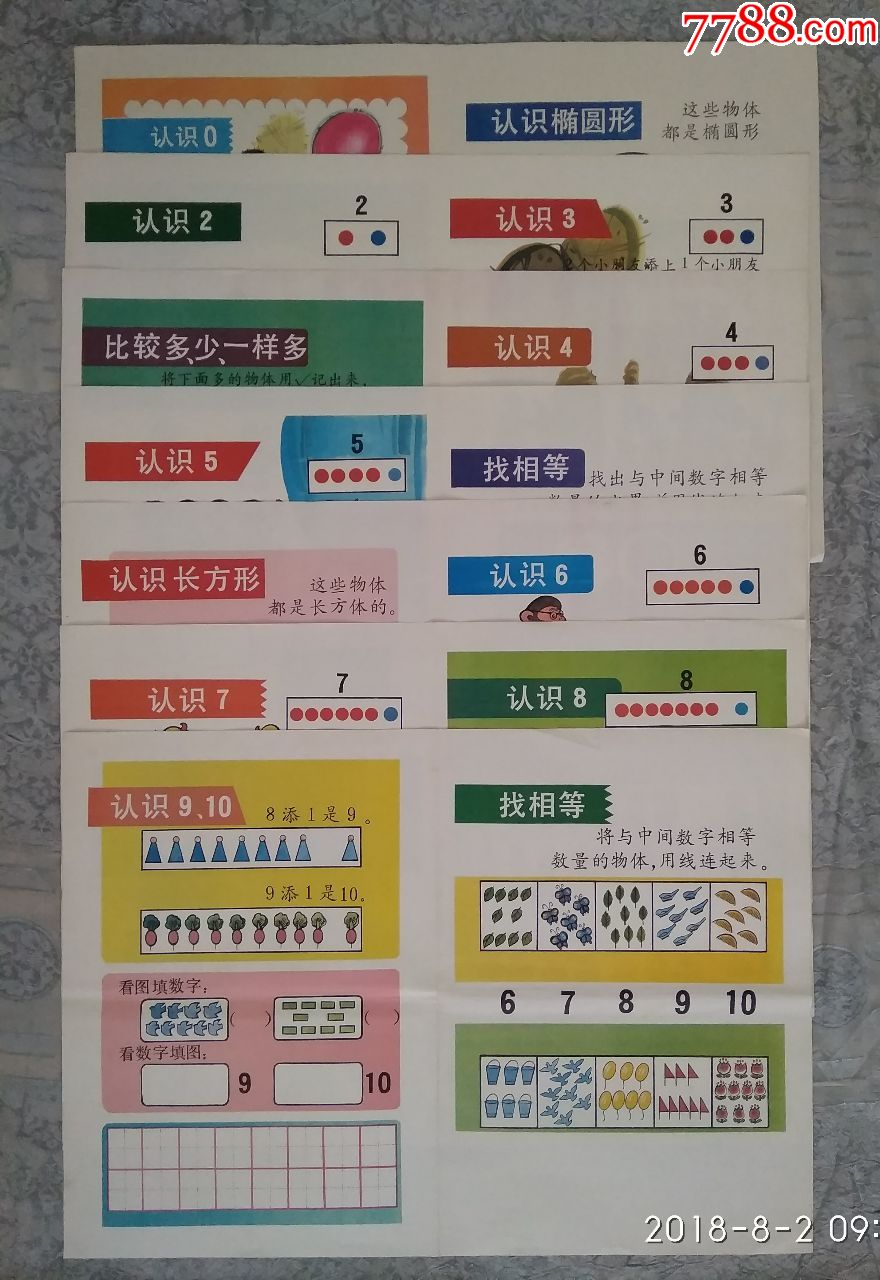 7788.com
认识0
认识椭圆形
这些物体
都是椭圆形
认识 2
2
认识 3
3
2个小朋友添上1个小朋友
比较多、少、一样多
将下面多的物体用√记出来,
认识 4
4
认识 5
5
找相等
找出与中间数字相等
认识长方形
这些物体
都是长方体的。
认识 6
6
认识 7
7
认识 8
8
认识 9、10
8添1是9。
9添1是10。
看图填数字:
( )
( )
看数字填图:
9
10
找相等
将与中间数字相等
数量的物体,用线连起来。
6 7 8 9 10
2018-8-2 09: